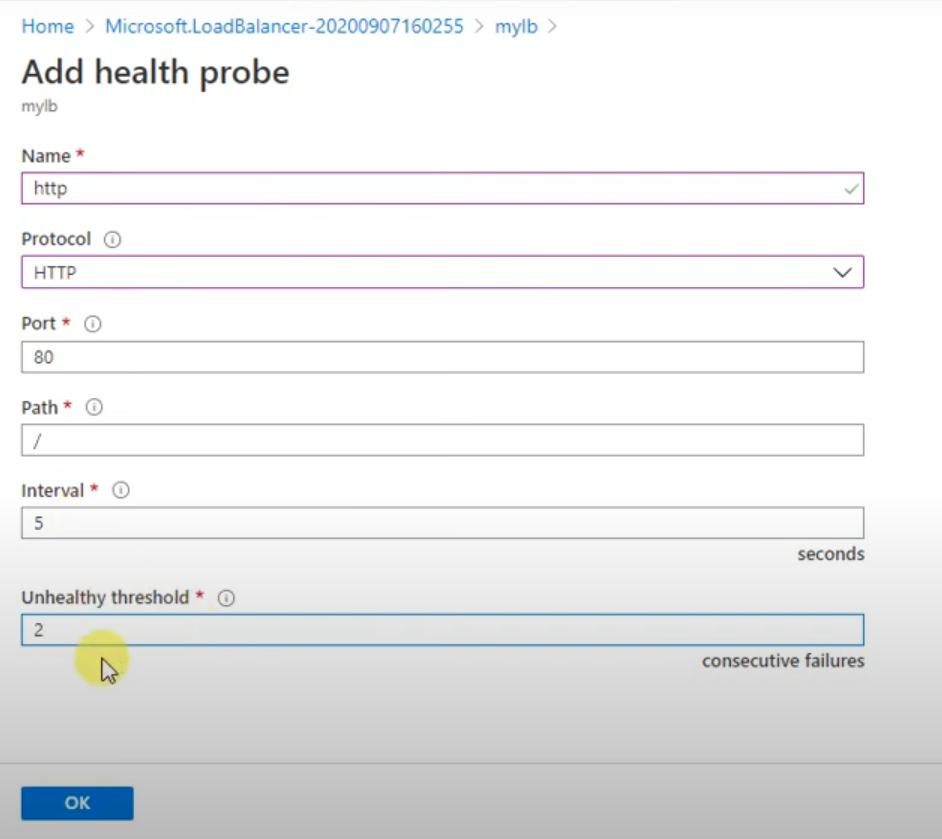 Home > Microsoft.LoadBalancer-20200907160255 > mylb >
Add health probe
mylb
Name *
http
Protocol
HTTP
Port *
80
Path *
/
Interval *
5
seconds
Unhealthy threshold *
2
consecutive failures
OK